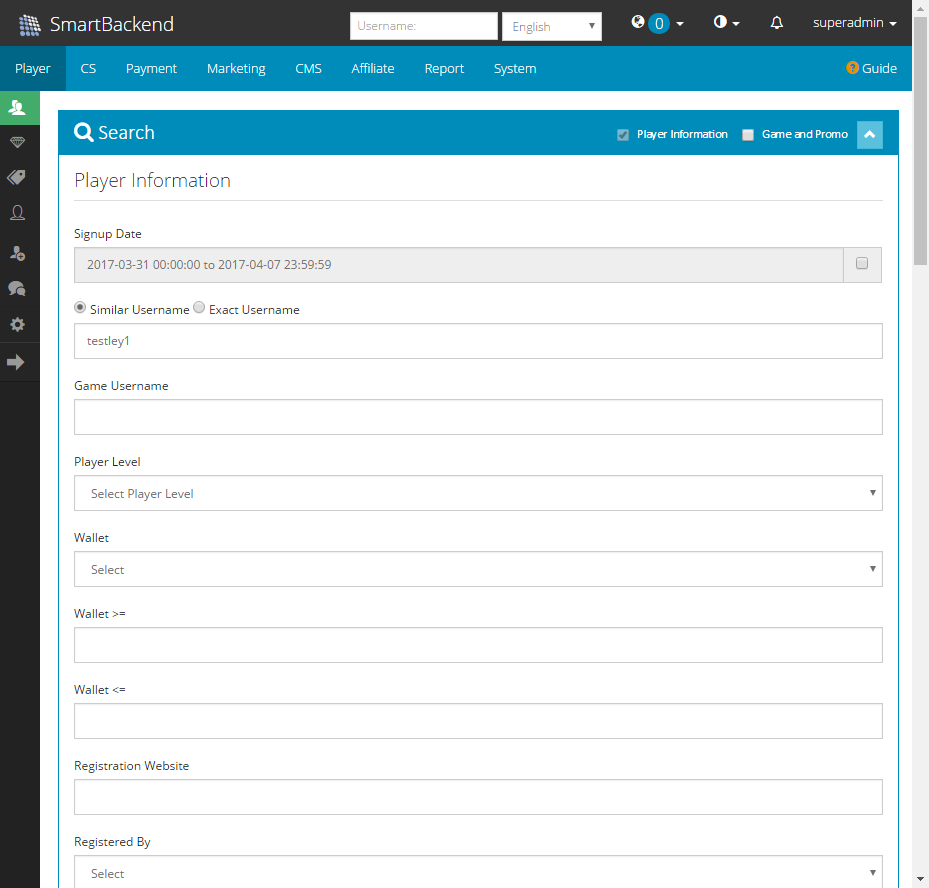 SmartBackend
Username:
English
0
superadmin
Player
CS
Payment
Marketing
CMS
Affiliate
Report
System
? Guide
Search
Player Information
Game and Promo
Player Information
Signup Date
2017-03-31 00:00:00 to 2017-04-07 23:59:59
Similar Username
Exact Username
testley1
Game Username
Player Level
Select Player Level
Wallet
Select
Wallet >=
Wallet <=
Registration Website
Registered By
Select